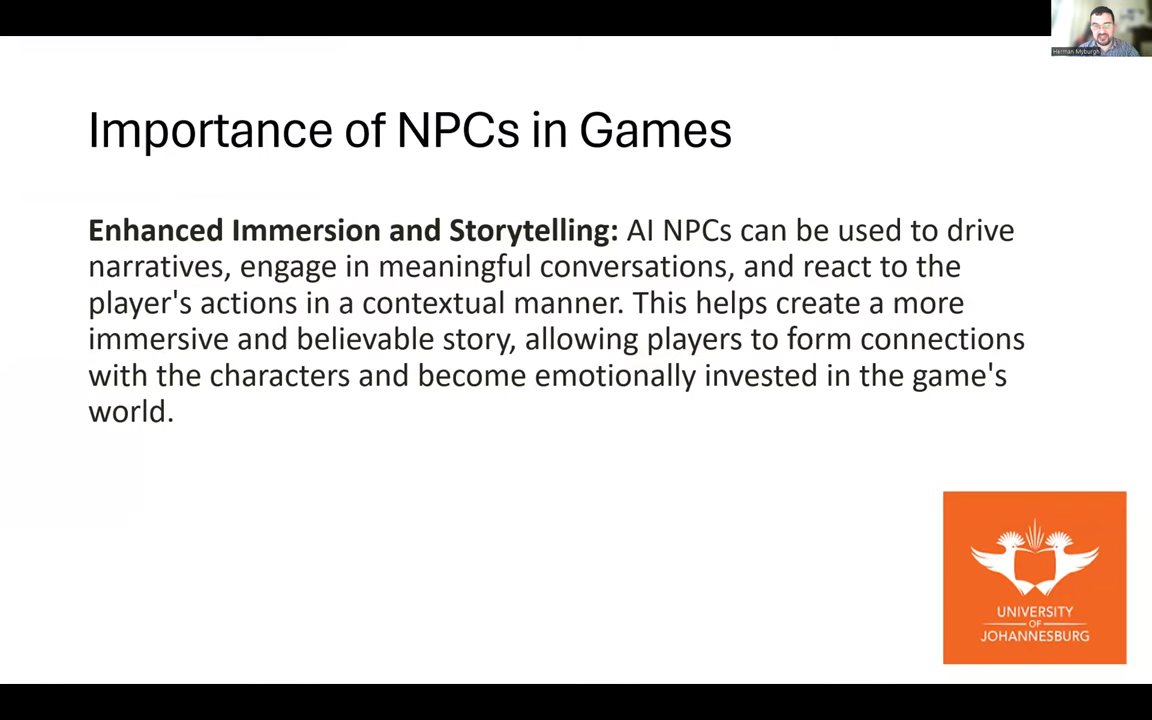 Herman Myburgh
Importance of NPCs in Games
Enhanced Immersion and Storytelling: AI NPCs can be used to drive
narratives, engage in meaningful conversations, and react to the
player's actions in a contextual manner. This helps create a more
immersive and believable story, allowing players to form connections
with the characters and become emotionally invested in the game's
world.
UNIVERSITY
OF
JOHANNESBURG